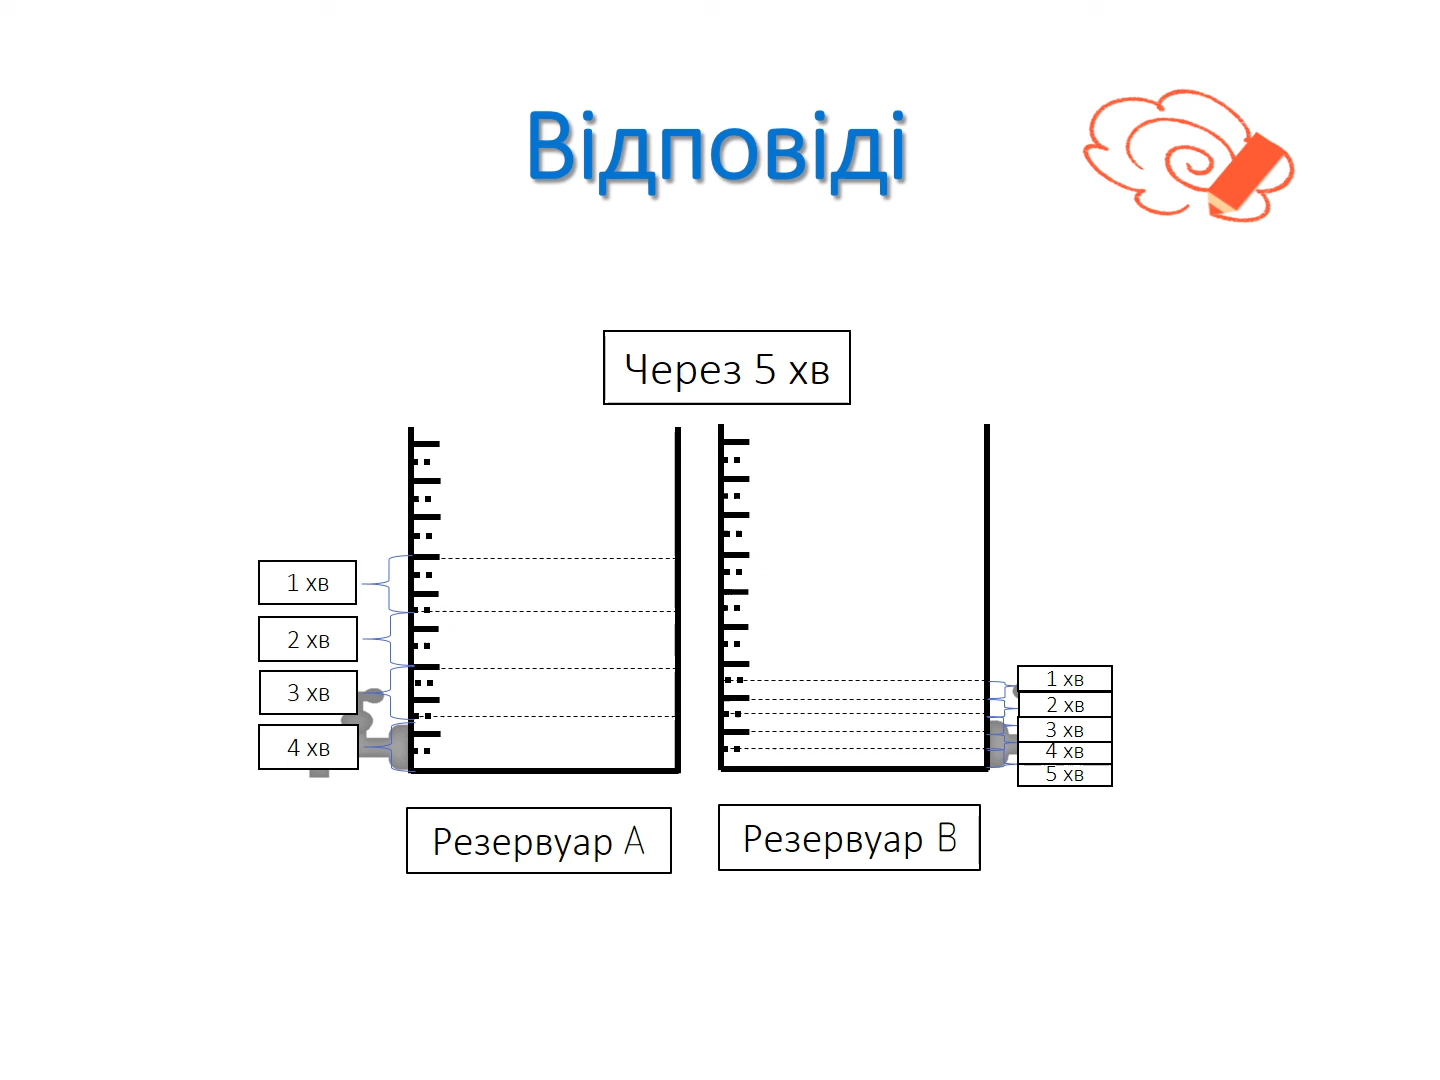 Відповіді
Через 5 хв
1 хв
2 хв
3 хв
4 хв
1 хв
2 хв
3 хв
4 хв
5 хв
Резервуар A
Резервуар B